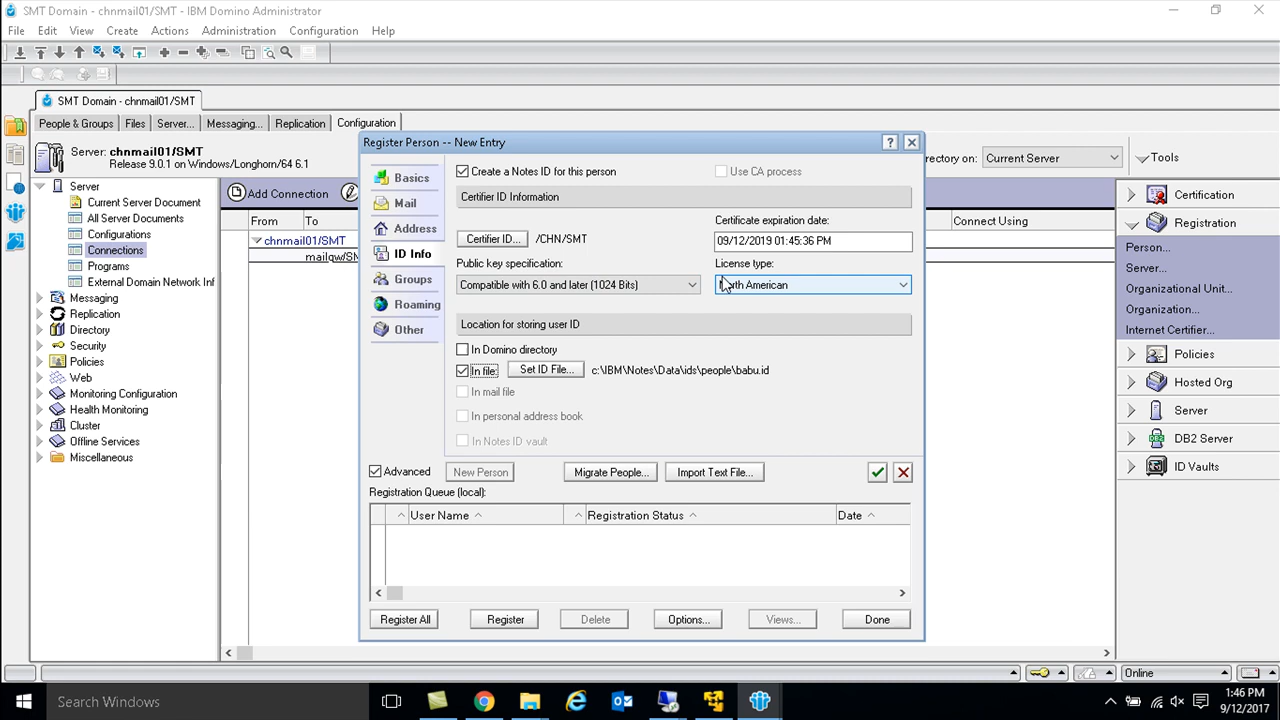 SMT Domain - chnmail01/SMT - IBM Domino Administrator
File Edit View Create Actions Administration Configuration Help
SMT Domain - chnmail01/SMT
People & Groups Files Server... Messaging... Replication Configuration
Server: chnmail01/SMT
Release 9.0.1 on Windows/Longhorn/64 6.1
rectory on: Current Server
Tools
Server
Current Server Document
All Server Documents
Configurations
Connections
Programs
External Domain Network Inf
Messaging
Replication
Directory
Security
Policies
Web
Monitoring Configuration
Health Monitoring
Cluster
Offline Services
Miscellaneous
Add Connection
From To Connect Using
chnmail01/SMT
mailgw/SM
Register Person -- New Entry
Basics
Mail
Address
ID Info
Groups
Roaming
Other
Create a Notes ID for this person Use CA process
Certifier ID Information
Certificate expiration date:
Certifier ID... /CHN/SMT 09/12/2019 01:45:36 PM
Public key specification: License type:
Compatible with 6.0 and later (1024 Bits) North American
Location for storing user ID
In Domino directory
In file: Set ID File... c:\IBM\Notes\Data\ids\people\babu.id
In mail file
In personal address book
In Notes ID vault
Advanced New Person Migrate People... Import Text File...
Registration Queue (local):
User Name Registration Status Date
Register All Register Delete Options... Views... Done
Certification
Registration
Person...
Server...
Organizational Unit...
Organization...
Internet Certifier...
Policies
Hosted Org
Server
DB2 Server
ID Vaults
Online
Search Windows
1:46 PM
9/12/2017